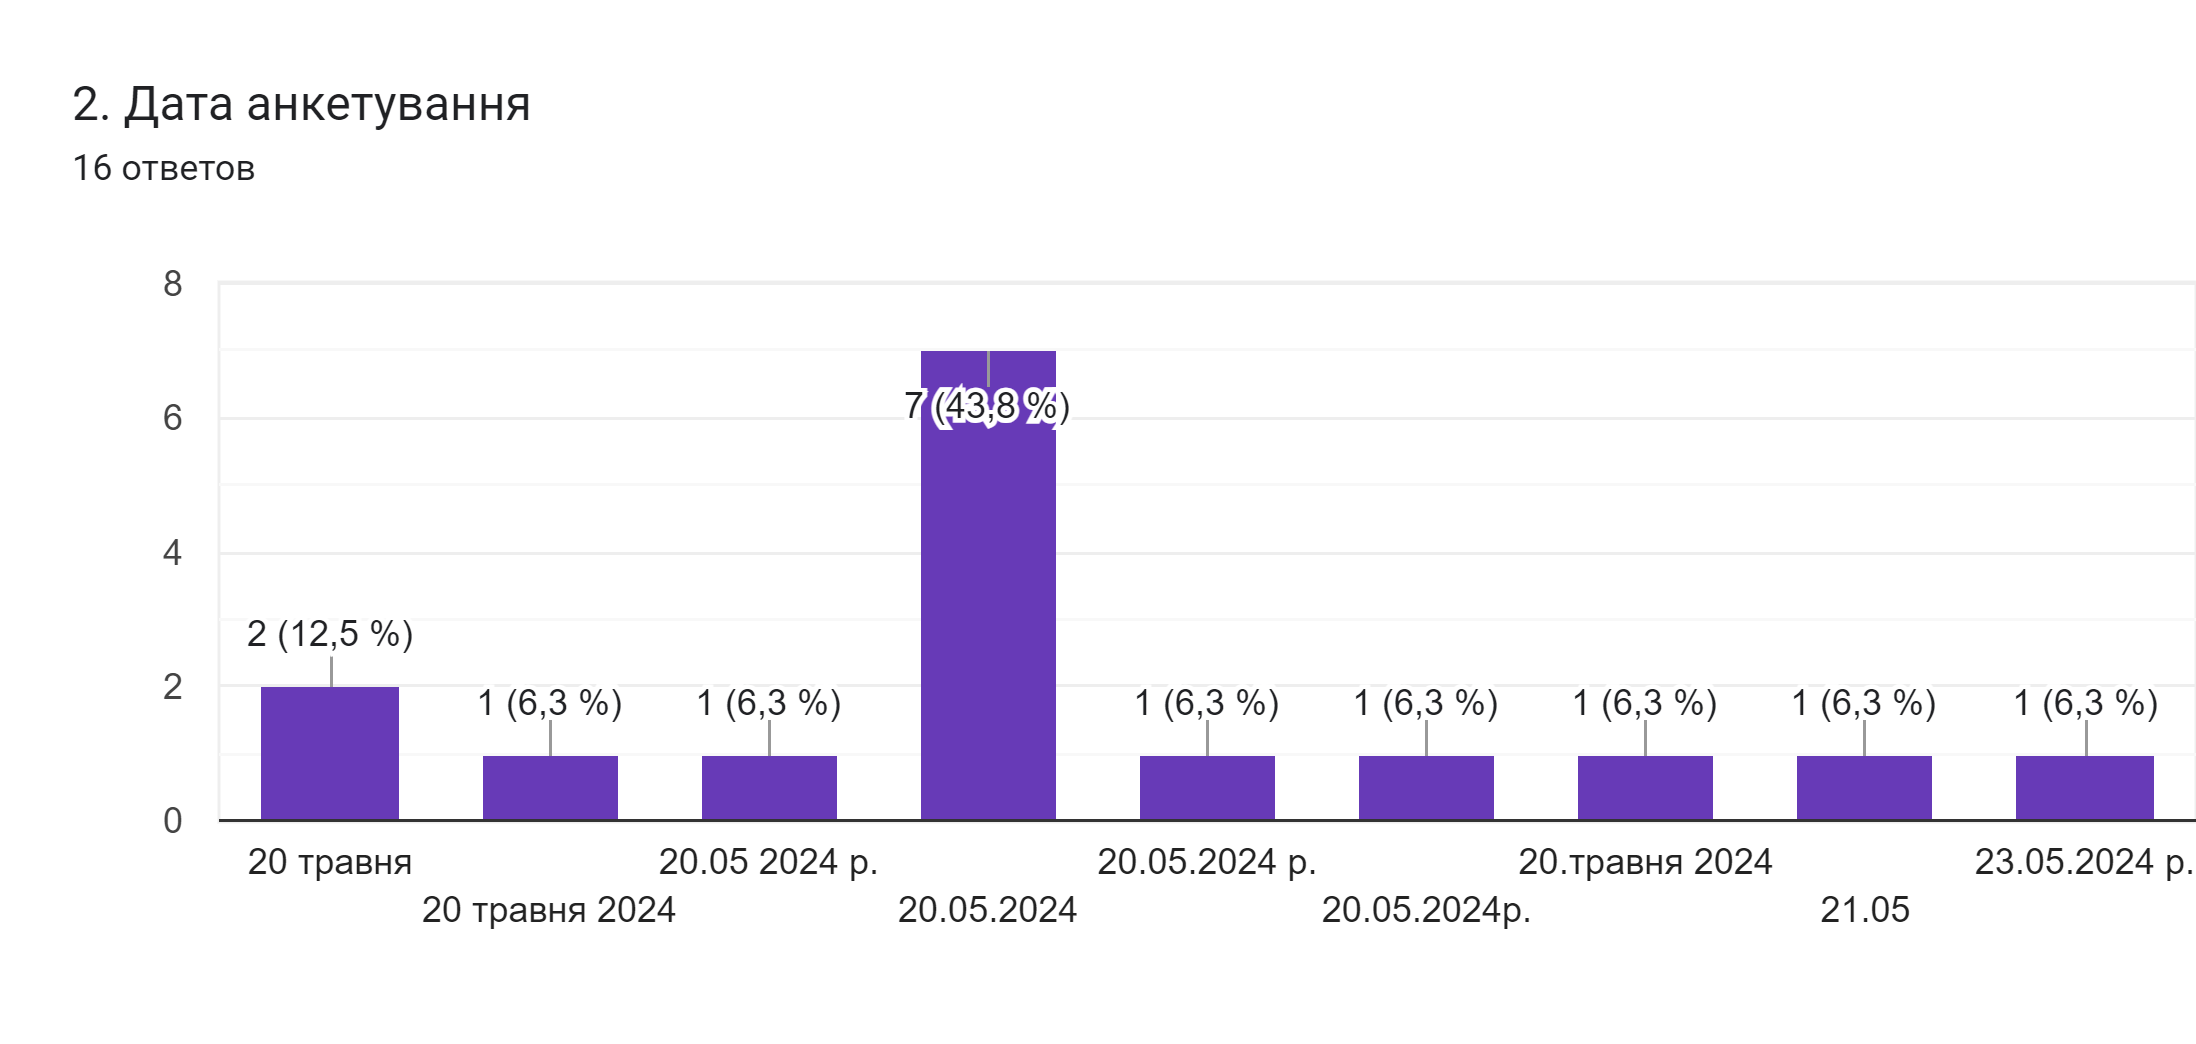 2. Дата анкетування
16 ответов
8
6
4
2
0
2 (12,5 %)
1 (6,3 %)
1 (6,3 %)
7 (43,8 %)
1 (6,3 %)
1 (6,3 %)
1 (6,3 %)
1 (6,3 %)
1 (6,3 %)
20 травня
20 травня 2024
20.05 2024 р.
20.05.2024
20.05.2024 р.
20.05.2024р.
20.травня 2024
21.05
23.05.2024 р.